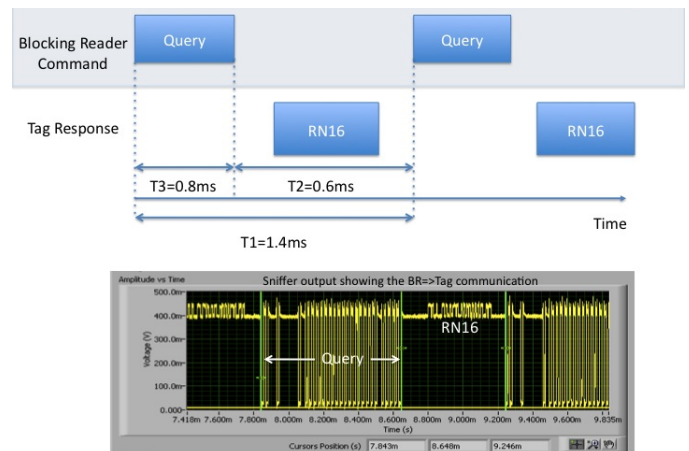 Blocking Reader
Command
Query
Query
Tag Response
RN16
RN16
T3=0.8ms
T2=0.6ms
Time
T1=1.4ms
Amplitude vs Time
Sniffer output showing the BR=>Tag communication
500.0m
400.0m
300.0m
200.0m
100.0m
0.000
Voltage (V)
RN16
Query
7.418m 7.600m 7.800m 8.000m 8.200m 8.400m 8.600m 8.800m 9.000m 9.200m 9.400m 9.600m 9.835m
Time (s)
Cursors Position (s) 7.843m 8.648m 9.246m